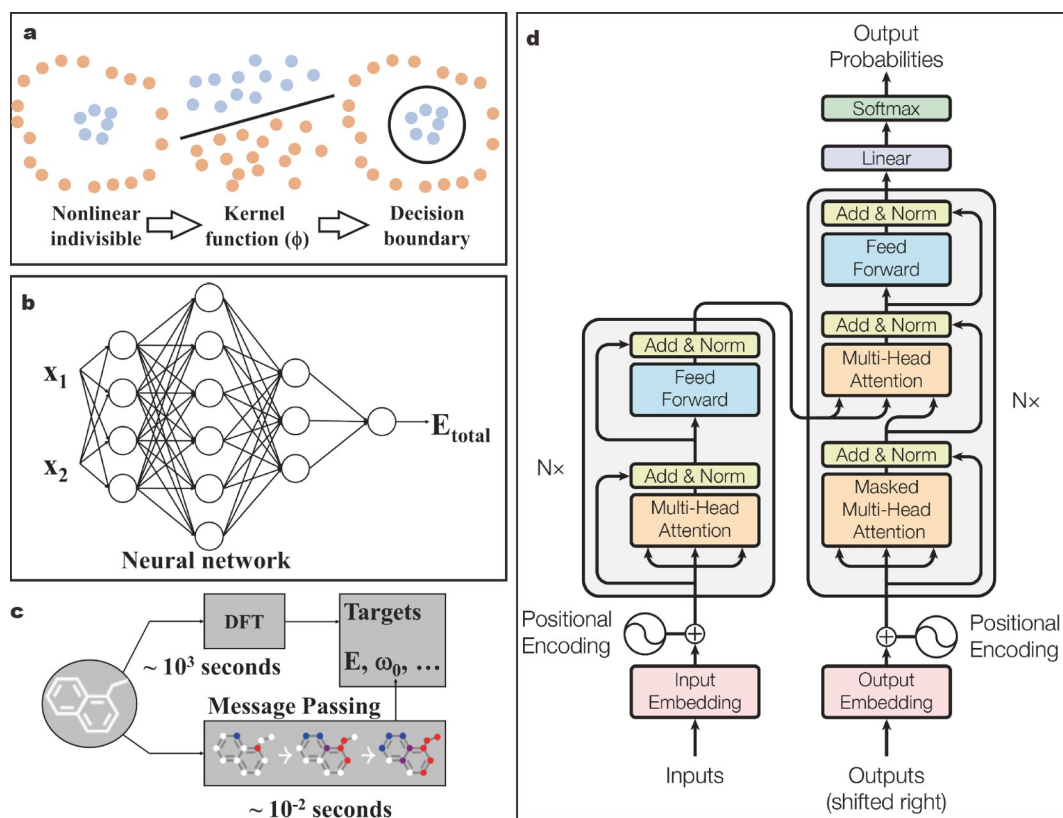 a
Nonlinear
indivisible
Kernel
function (ϕ)
Decision
boundary
b
x1
x2
Etotal
Neural network
c
DFT
~ 10³ seconds
Targets
E, ω0, ...
Message Passing
~ 10⁻² seconds
d
Output
Probabilities
Softmax
Linear
Add & Norm
Feed
Forward
Add & Norm
Multi-Head
Attention
Add & Norm
Masked
Multi-Head
Attention
N×
Add & Norm
Feed
Forward
Add & Norm
Multi-Head
Attention
N×
Positional
Encoding
Positional
Encoding
Input
Embedding
Output
Embedding
Inputs
Outputs
(shifted right)